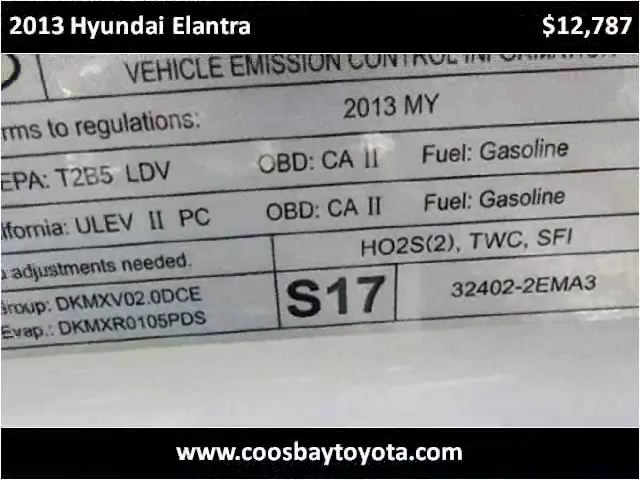 2013 Hyundai Elantra $12,787
VEHICLE EMISSION CONTROL INFORMATION
rms to regulations: 2013 MY
EPA: T2B5 LDV OBD: CA II Fuel: Gasoline
lifornia: ULEV II PC OBD: CA II Fuel: Gasoline
adjustments needed. HO2S(2), TWC, SFI
Group: DKMXV02.0DCE S17 32402-2EMA3
Evap.: DKMXR0105PDS
www.coosbaytoyota.com